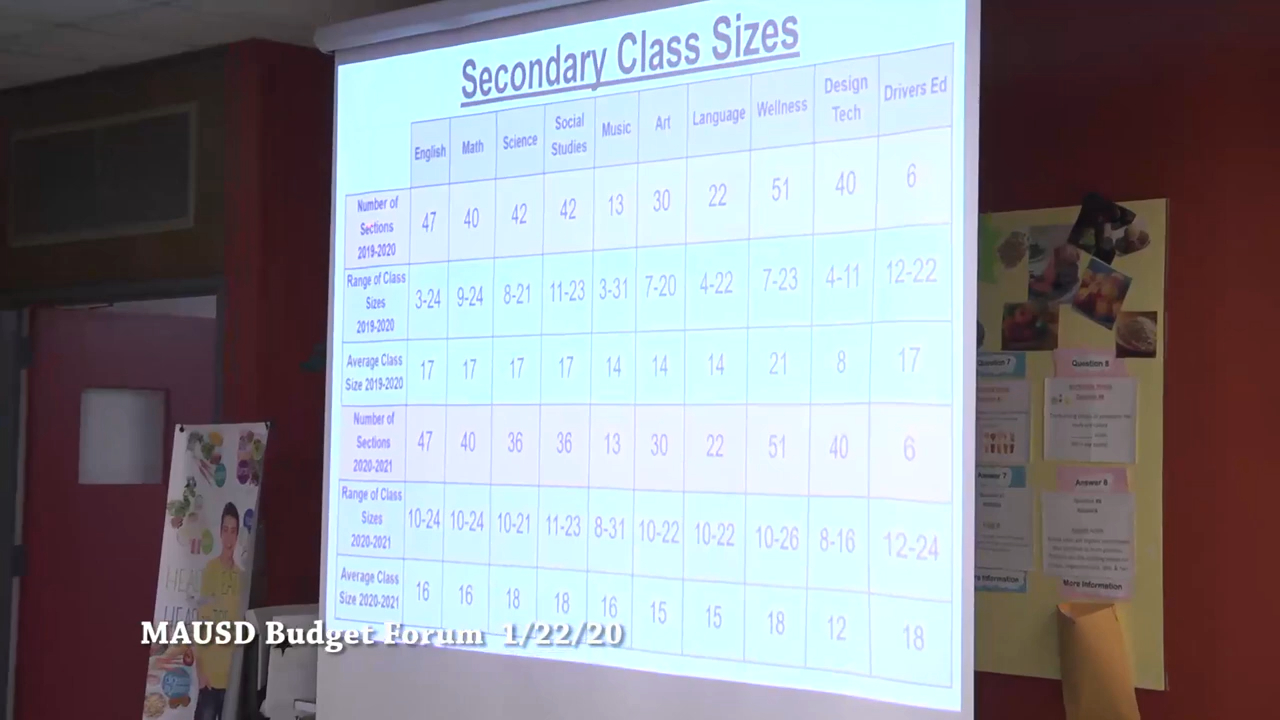 Secondary Class Sizes
English Math Science Social Studies Music Art Language Wellness Design Tech Drivers Ed
Number of Sections 2019-2020 47 40 42 42 13 30 22 51 40 6
Range of Class Sizes 2019-2020 3-24 9-24 8-21 11-23 3-31 7-20 4-22 7-23 4-11 12-22
Average Class Size 2019-2020 17 17 17 17 14 14 14 21 8 17
Number of Sections 2020-2021 47 40 36 36 13 30 22 51 40 6
Range of Class Sizes 2020-2021 10-24 10-24 10-21 11-23 8-31 10-22 10-22 10-26 8-16 12-24
Average Class Size 2020-2021 16 16 18 18 16 15 15 18 12 18
Question 7
Question 8
Answer 7
Answer 8
More Information
MAUSD Budget Forum 1/22/20